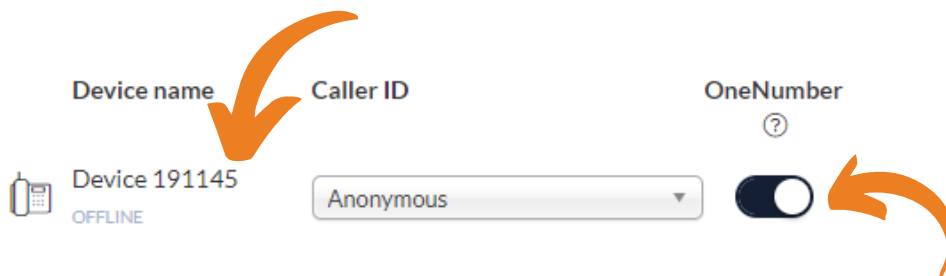 Device name Caller ID OneNumber
?
Device 191145
Anonymous
OFFLINE